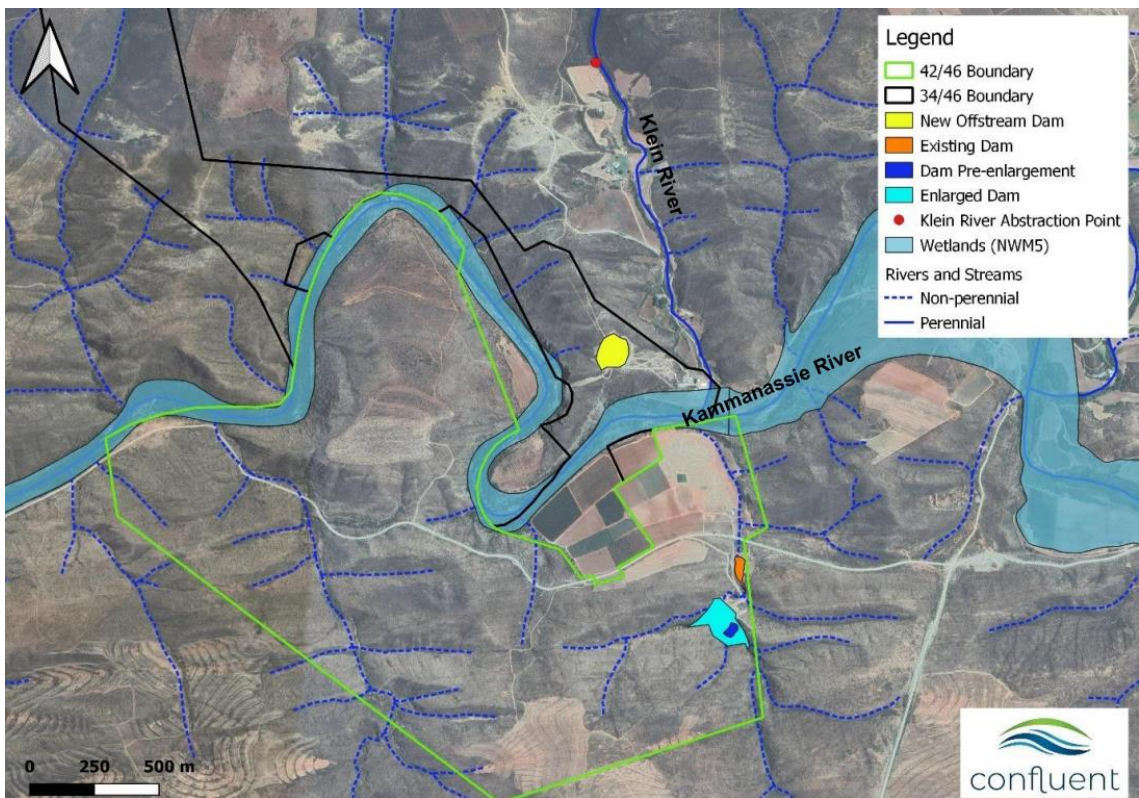 Legend
42/46 Boundary
34/46 Boundary
New Offstream Dam
Existing Dam
Dam Pre-enlargement
Enlarged Dam
Klein River Abstraction Point
Wetlands (NWM5)
Rivers and Streams
Non-perennial
Perennial
Klein River
Kammanassie River
0 250 500 m
confluent